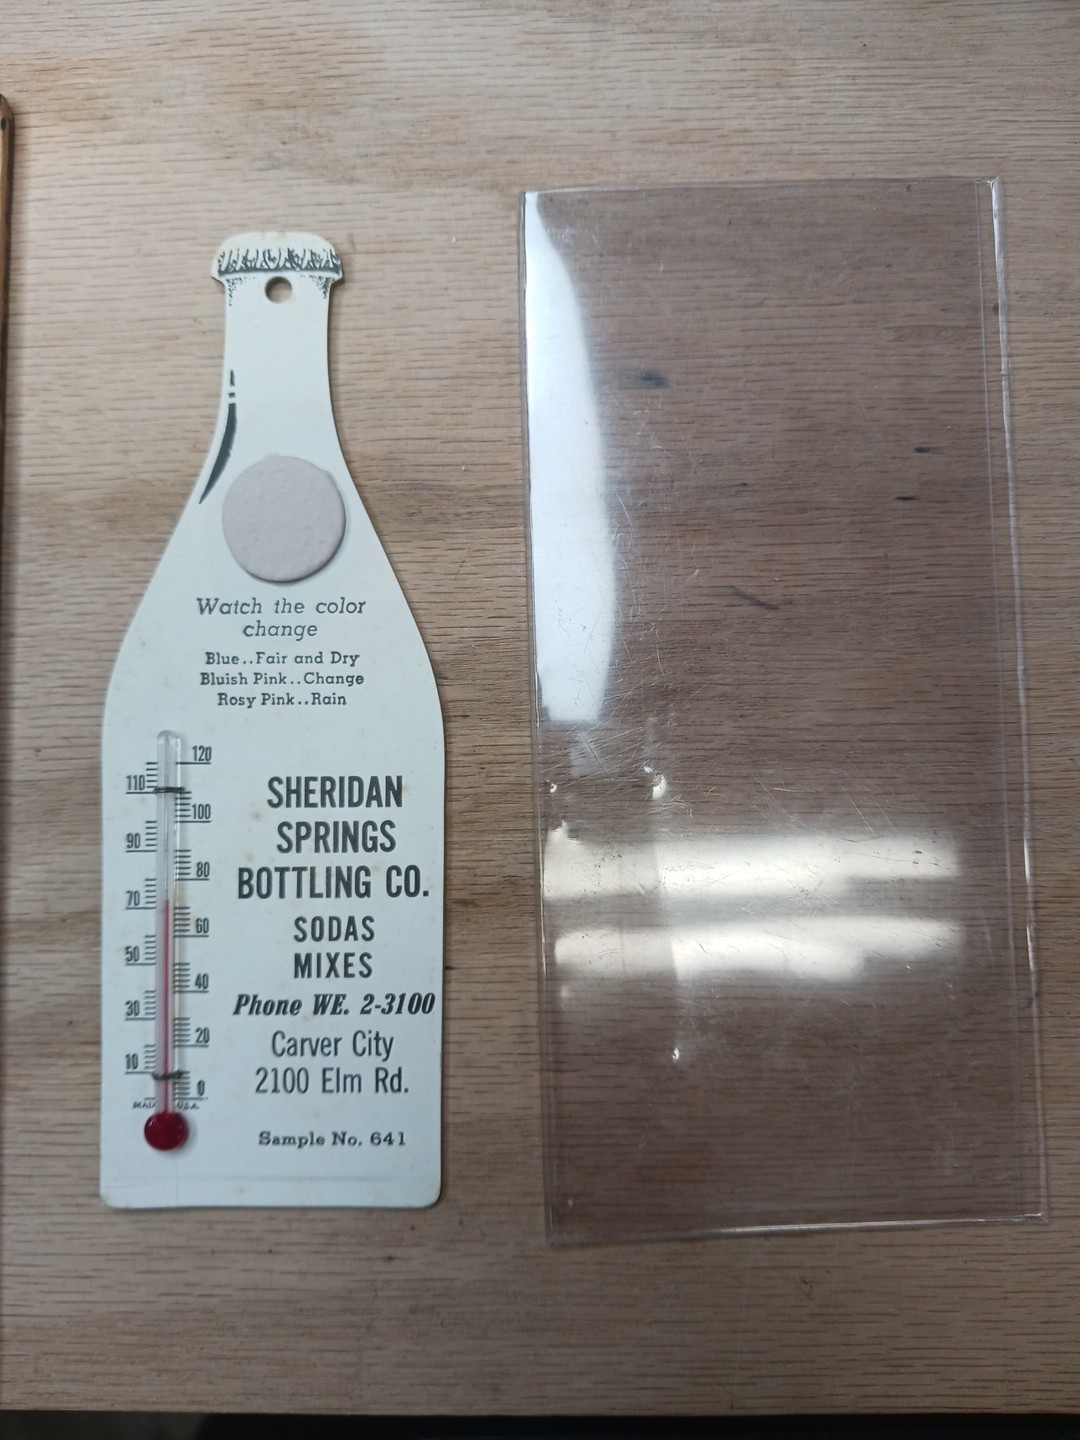 Watch the color
change
Blue..Fair and Dry
Bluish Pink..Change
Rosy Pink..Rain
120
110
100
90
80
70
60
50
40
30
20
10
0
MADE U.S.A.
SHERIDAN
SPRINGS
BOTTLING CO.
SODAS
MIXES
Phone WE. 2-3100
Carver City
2100 Elm Rd.
Sample No. 641